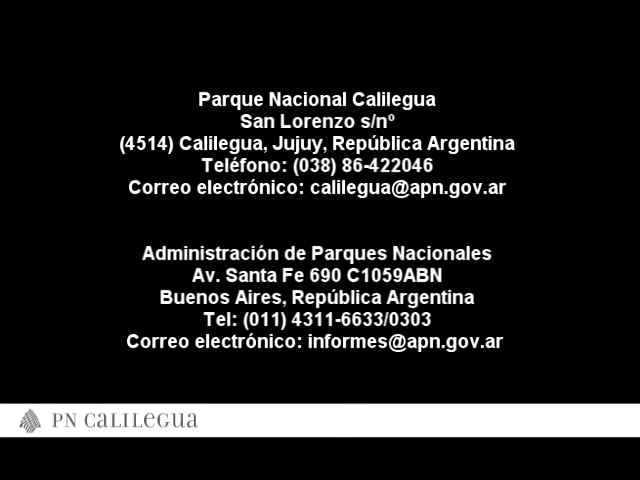 Parque Nacional Calilegua
San Lorenzo s/nº
(4514) Calilegua, Jujuy, República Argentina
Teléfono: (038) 86-422046
Correo electrónico: calilegua@apn.gov.ar
Administración de Parques Nacionales
Av. Santa Fe 690 C1059ABN
Buenos Aires, República Argentina
Tel: (011) 4311-6633/0303
Correo electrónico: informes@apn.gov.ar
PN CALILEGUA